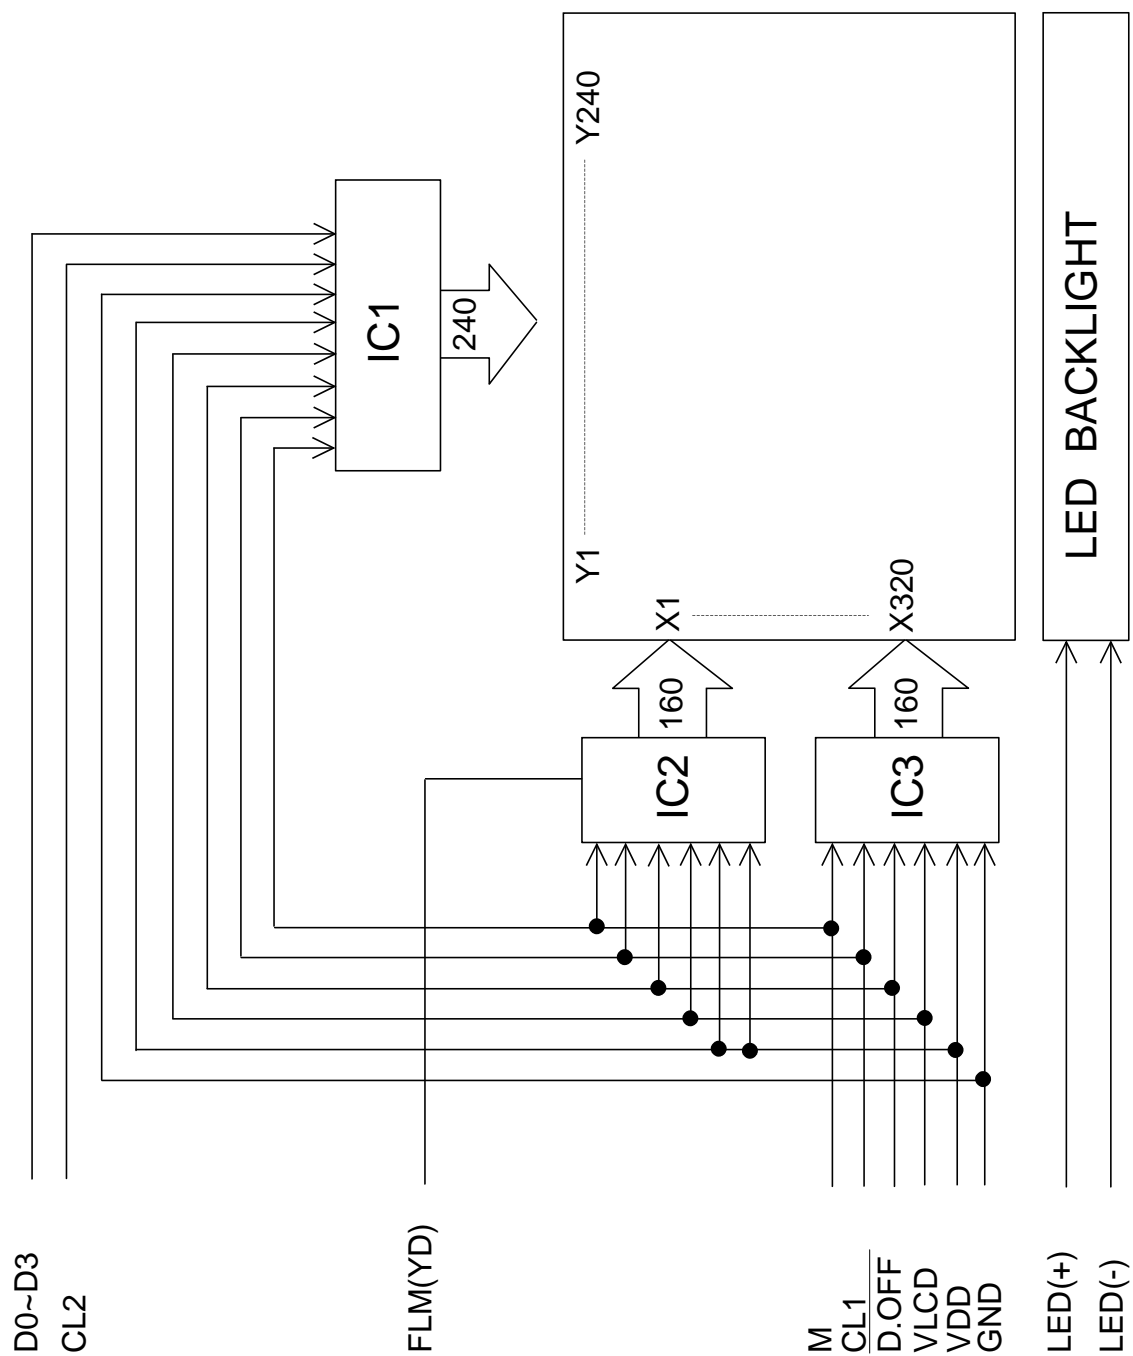 D0~D3
CL2
FLM(YD)
M
CL1
D.OFF
VLCD
VDD
GND
LED(+)
LED(-)
IC1
240
IC2
160
IC3
160
Y1
Y240
X1
X320
LED BACKLIGHT